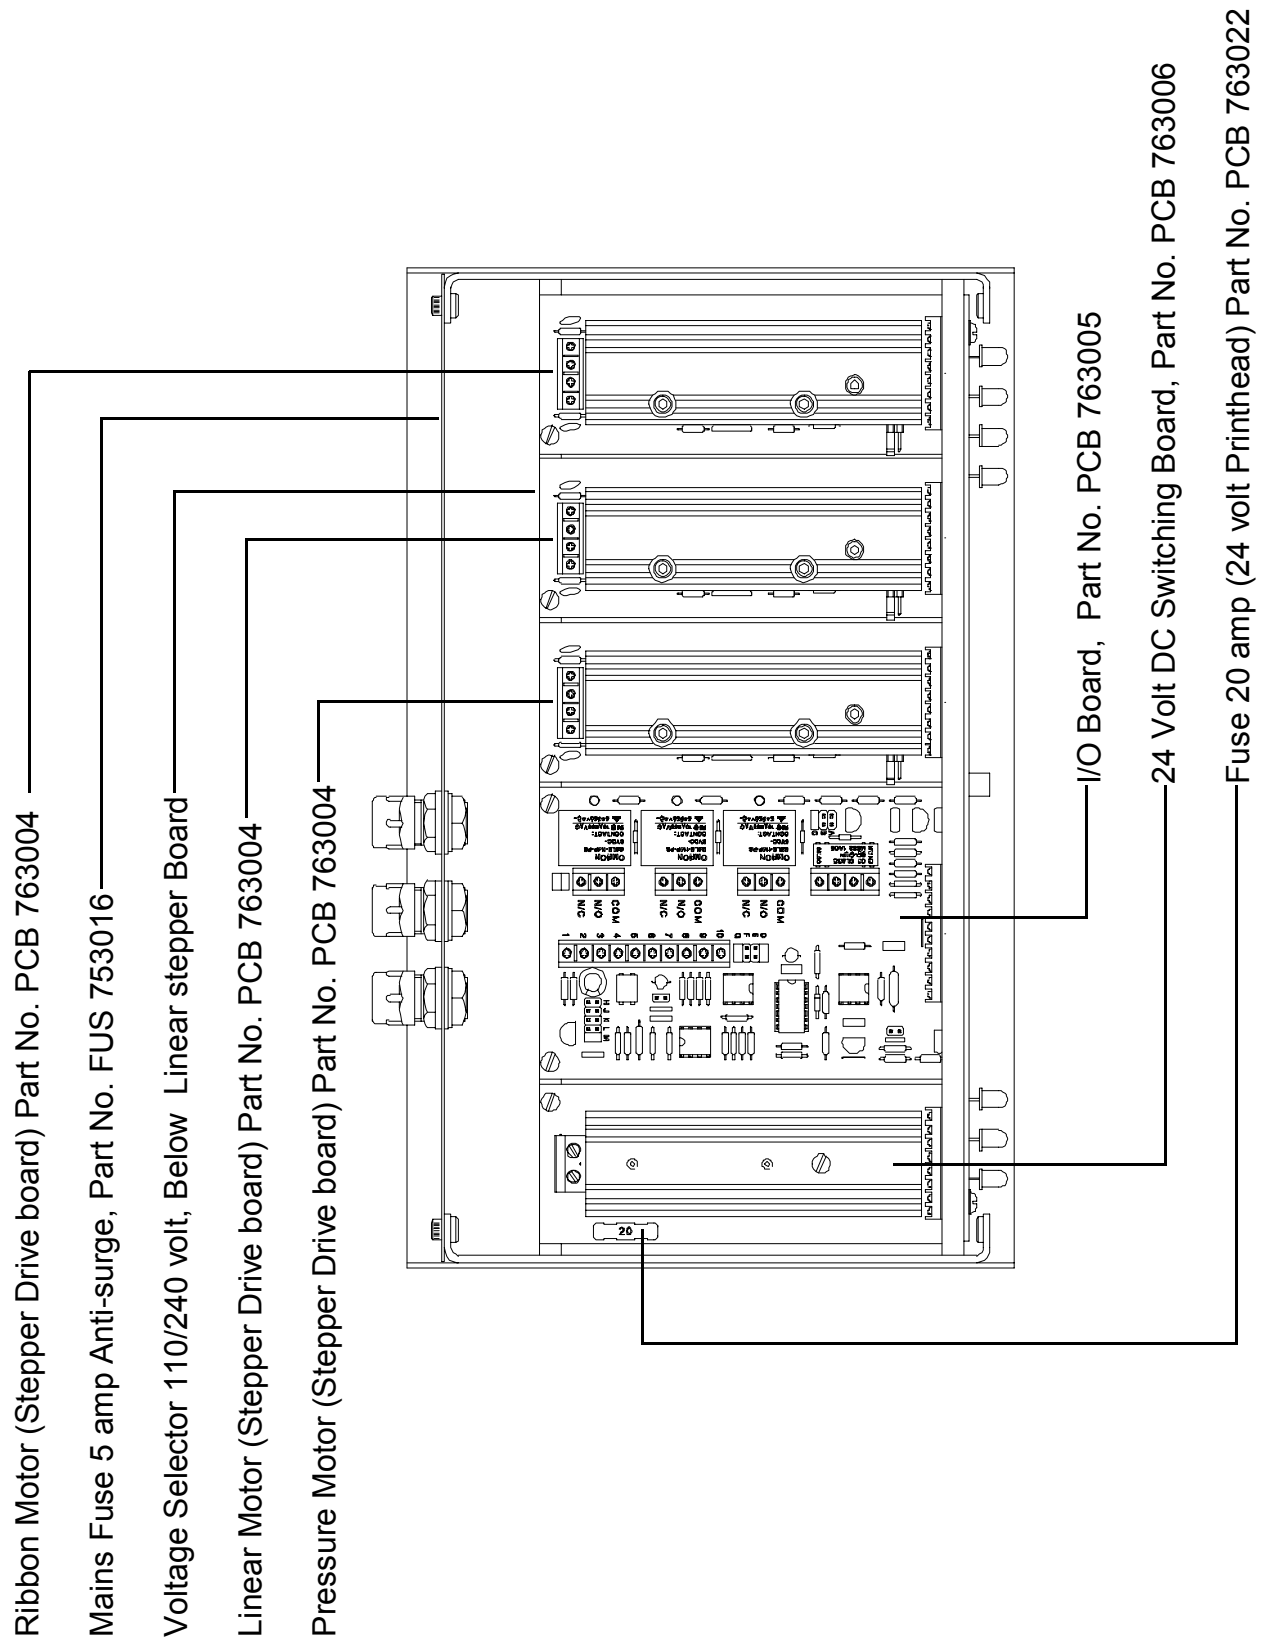 Ribbon Motor (Stepper Drive board) Part No. PCB 763004
Mains Fuse 5 amp Anti-surge, Part No. FUS 753016
Voltage Selector 110/240 volt, Below Linear stepper Board
Linear Motor (Stepper Drive board) Part No. PCB 763004
Pressure Motor (Stepper Drive board) Part No. PCB 763004
OMRON
OMRON
OMRON
N/C
N/O
COM
N/C
N/O
COM
N/C
N/O
COM
1
2
3
4
5
6
7
8
9
10
H
J
K
L
M
20
I/O Board, Part No. PCB 763005
24 Volt DC Switching Board, Part No. PCB 763006
Fuse 20 amp (24 volt Printhead) Part No. PCB 763022